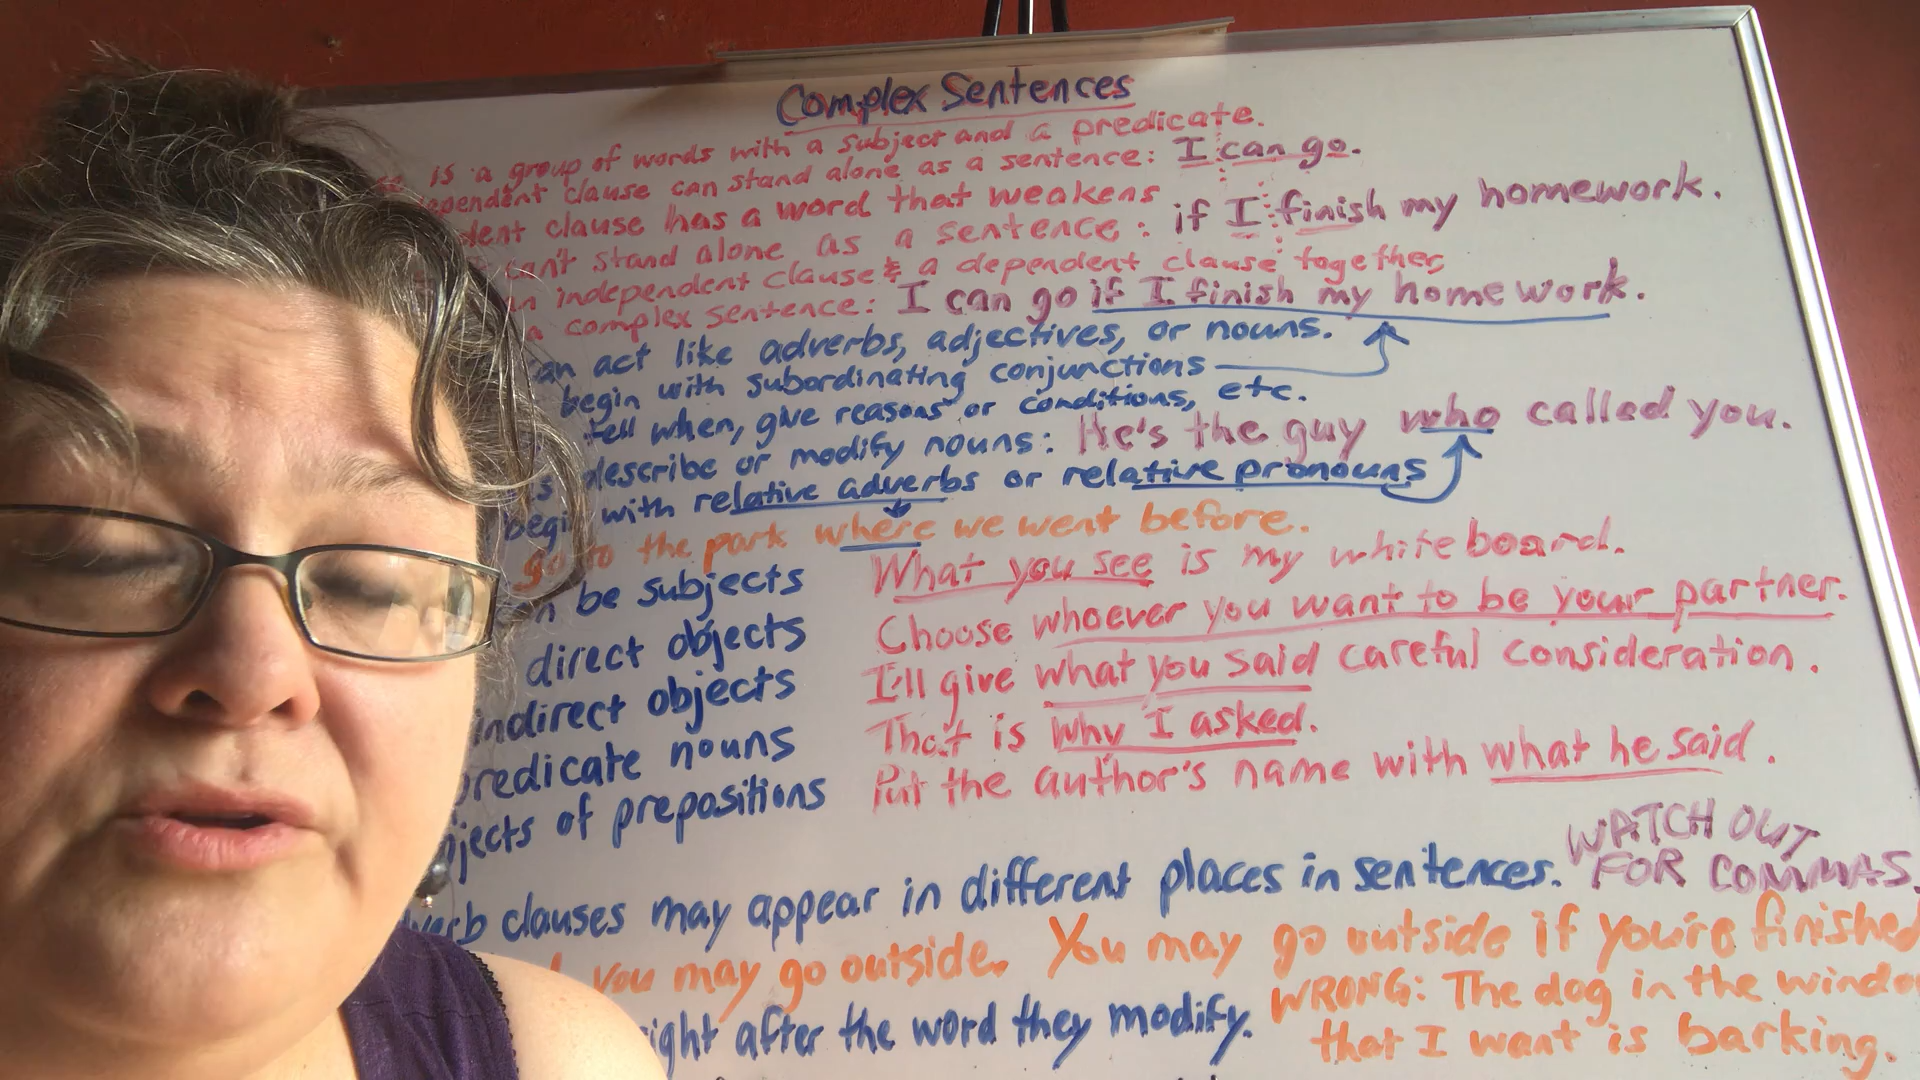 Complex Sentences
is a group of words with a subject and a predicate.
ependent clause can stand alone as a sentence: I can go.
dent clause has a word that weakens
can't stand alone as a sentence: if I finish my homework.
an independent clause & a dependent clause together,
a complex sentence: I can go if I finish my homework.
an act like adverbs, adjectives, or nouns.
begin with subordinating conjunctions
tell when, give reasons or conditions, etc.
describe or modify nouns: He's the guy who called you.
begin with relative adverbs or relative pronouns
go to the park where we went before.
n be subjects What you see is my whiteboard.
direct objects Choose whoever you want to be your partner.
indirect objects I'll give what you said careful consideration.
predicate nouns That is why I asked.
bjects of prepositions Put the author's name with what he said.
verb clauses may appear in different places in sentences. WATCH OUT FOR COMMAS.
you may go outside. You may go outside if you're finished
right after the word they modify. WRONG: The dog in the windo
that I want is barking.